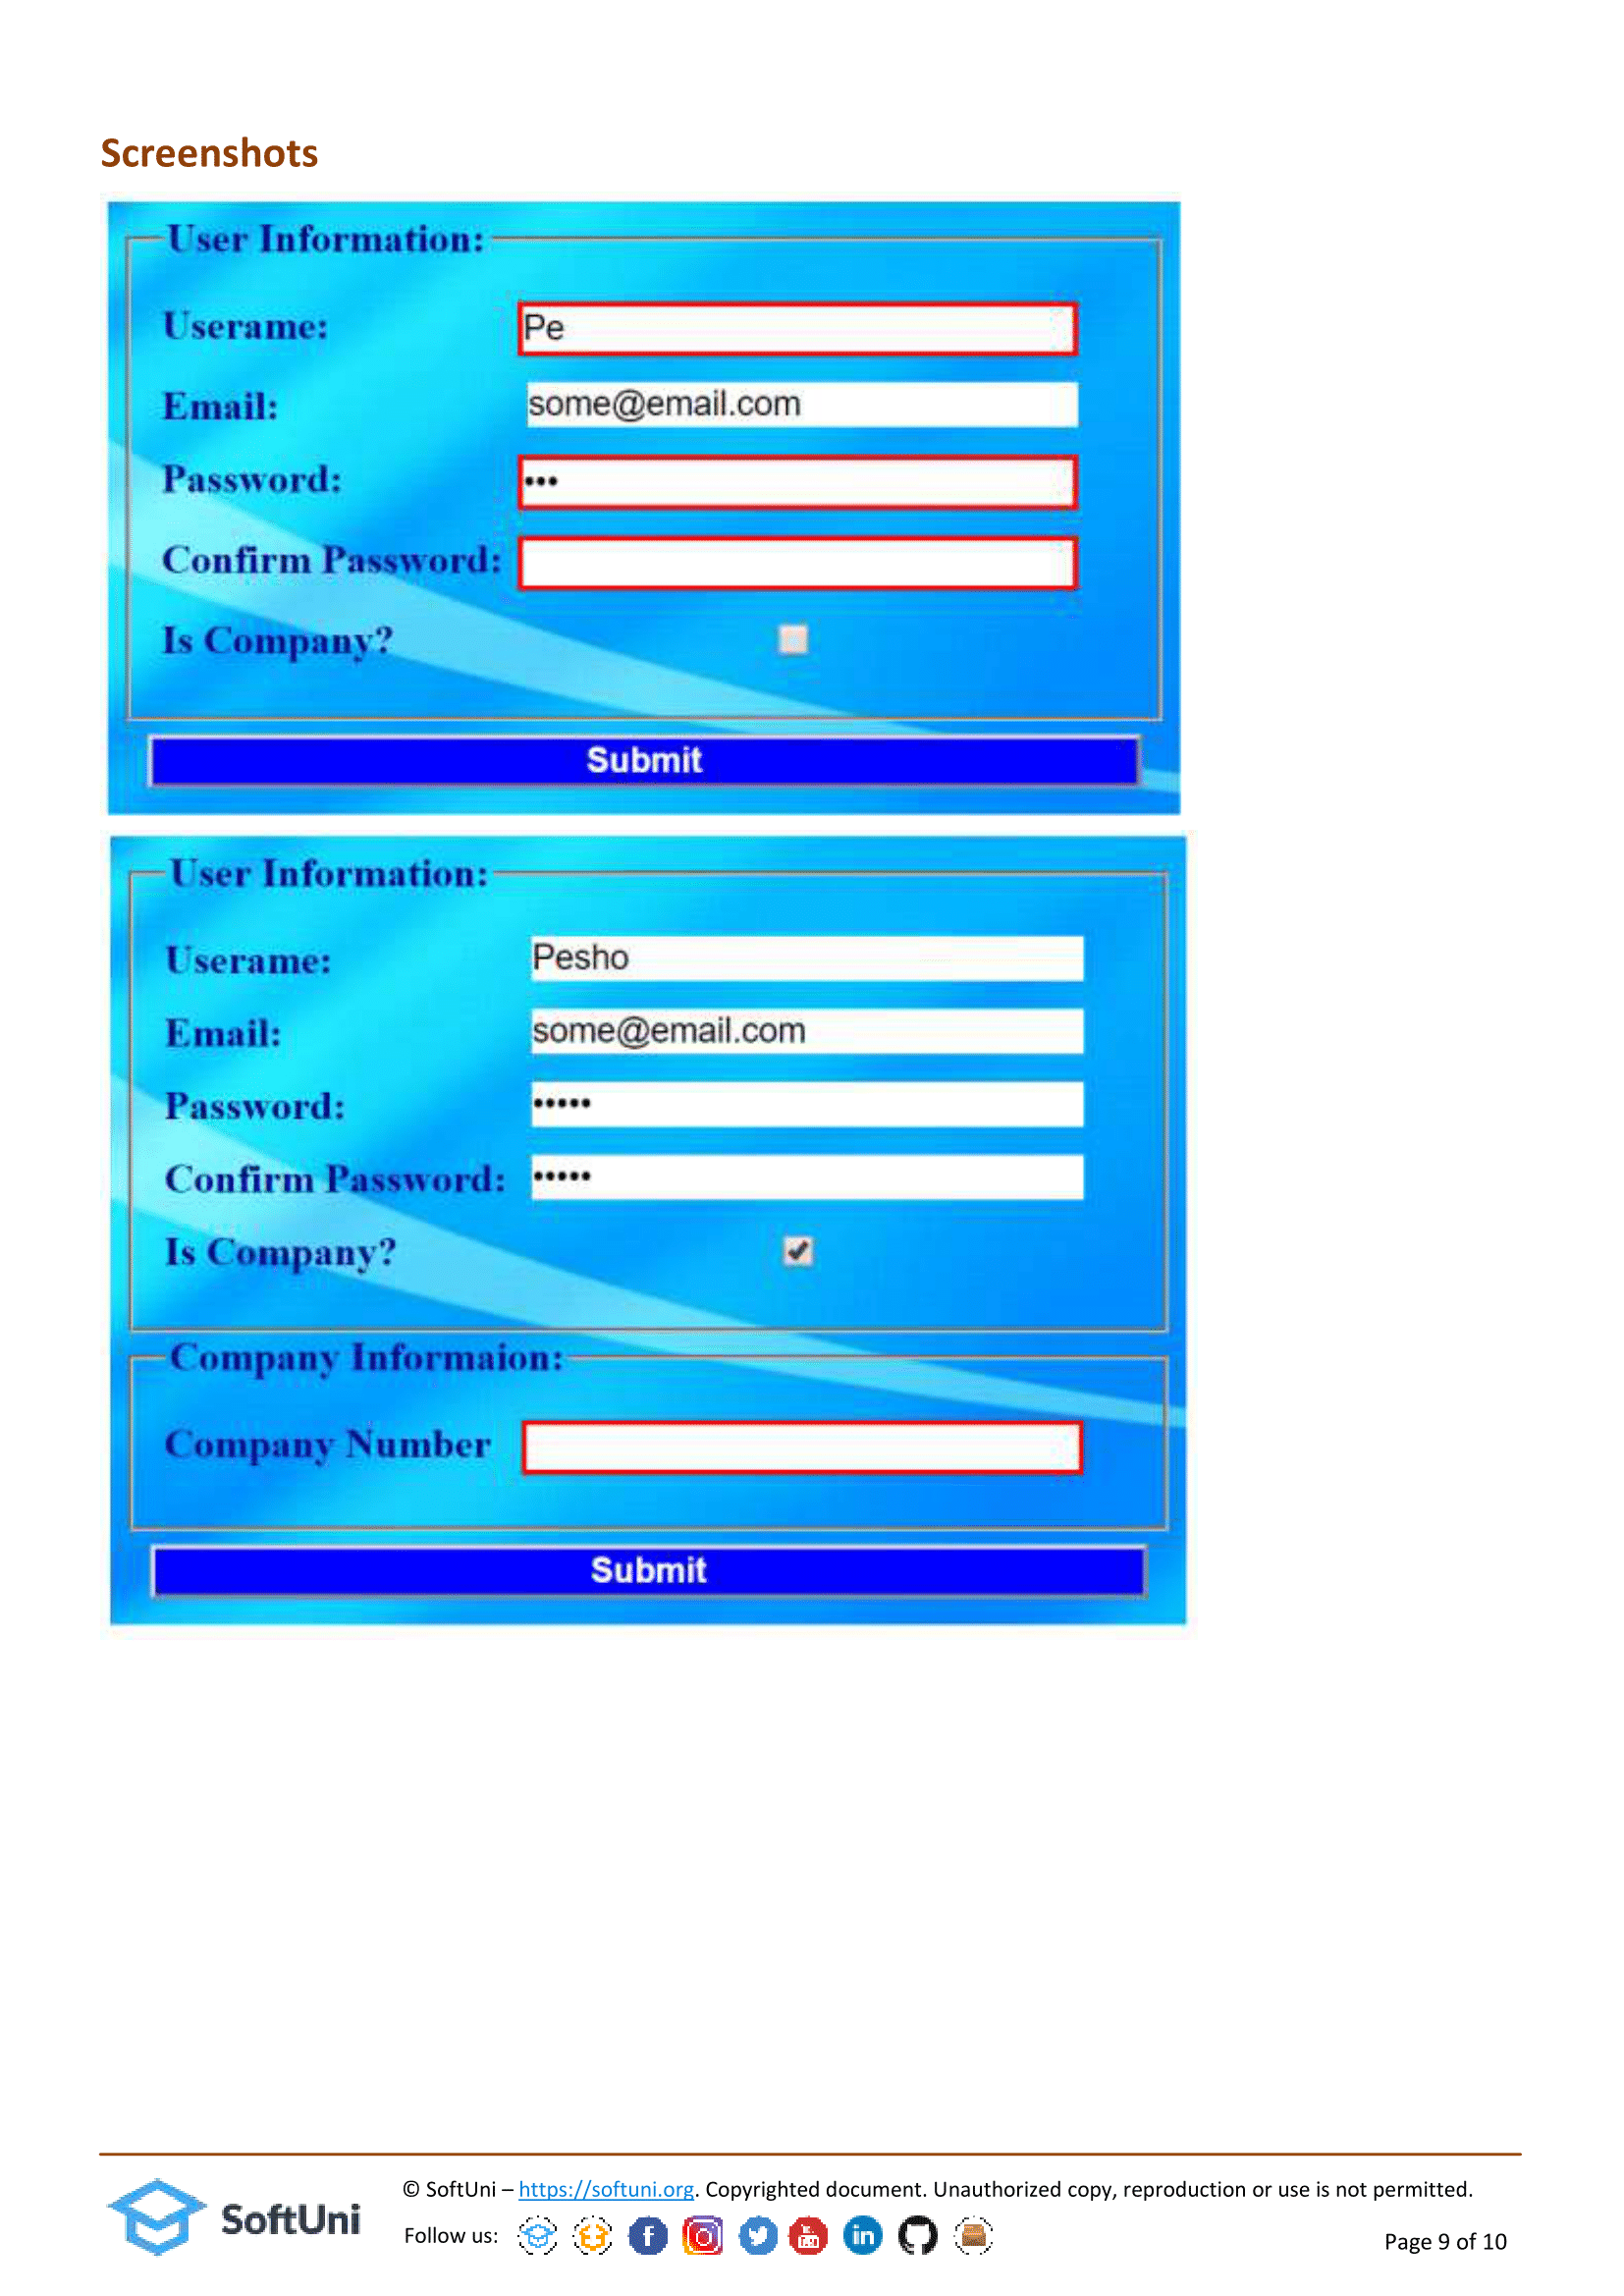 Screenshots
User Information:
Userame:
Pe
Email:
some@email.com
Password:
•••
Confirm Password:
Is Company?
Submit
User Information:
Userame:
Pesho
Email:
some@email.com
Password:
•••••
Confirm Password:
•••••
Is Company?
Company Informaion:
Company Number
Submit
SoftUni
© SoftUni – https://softuni.org. Copyrighted document. Unauthorized copy, reproduction or use is not permitted.
Follow us:
Page 9 of 10